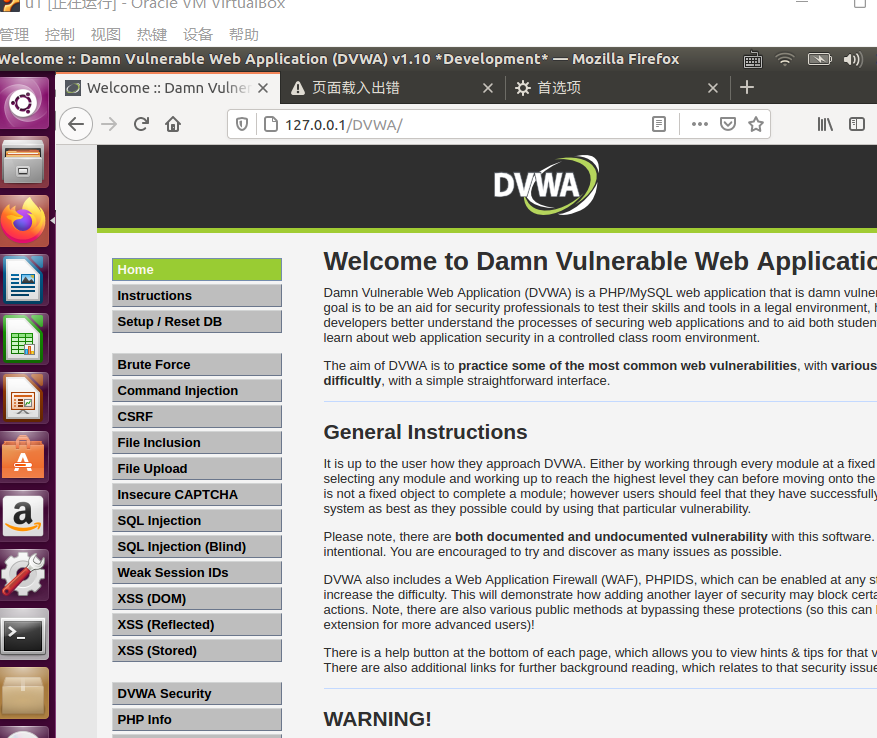 u1 [正在运行] - Oracle VM VirtualBox
管理 控制 视图 热键 设备 帮助
Welcome :: Damn Vulnerable Web Application (DVWA) v1.10 *Development* — Mozilla Firefox
Welcome :: Damn Vulner
页面载入出错
首选项
127.0.0.1/DVWA/
DVWA
Home
Instructions
Setup / Reset DB
Brute Force
Command Injection
CSRF
File Inclusion
File Upload
Insecure CAPTCHA
SQL Injection
SQL Injection (Blind)
Weak Session IDs
XSS (DOM)
XSS (Reflected)
XSS (Stored)
DVWA Security
PHP Info
Welcome to Damn Vulnerable Web Applicatio
Damn Vulnerable Web Application (DVWA) is a PHP/MySQL web application that is damn vulner
goal is to be an aid for security professionals to test their skills and tools in a legal environment, h
developers better understand the processes of securing web applications and to aid both student
learn about web application security in a controlled class room environment.
The aim of DVWA is to practice some of the most common web vulnerabilities, with various
difficultly, with a simple straightforward interface.
General Instructions
It is up to the user how they approach DVWA. Either by working through every module at a fixed
selecting any module and working up to reach the highest level they can before moving onto the
is not a fixed object to complete a module; however users should feel that they have successfully
system as best as they possible could by using that particular vulnerability.
Please note, there are both documented and undocumented vulnerability with this software.
intentional. You are encouraged to try and discover as many issues as possible.
DVWA also includes a Web Application Firewall (WAF), PHPIDS, which can be enabled at any st
increase the difficulty. This will demonstrate how adding another layer of security may block certa
actions. Note, there are also various public methods at bypassing these protections (so this can
extension for more advanced users)!
There is a help button at the bottom of each page, which allows you to view hints & tips for that v
There are also additional links for further background reading, which relates to that security issue
WARNING!